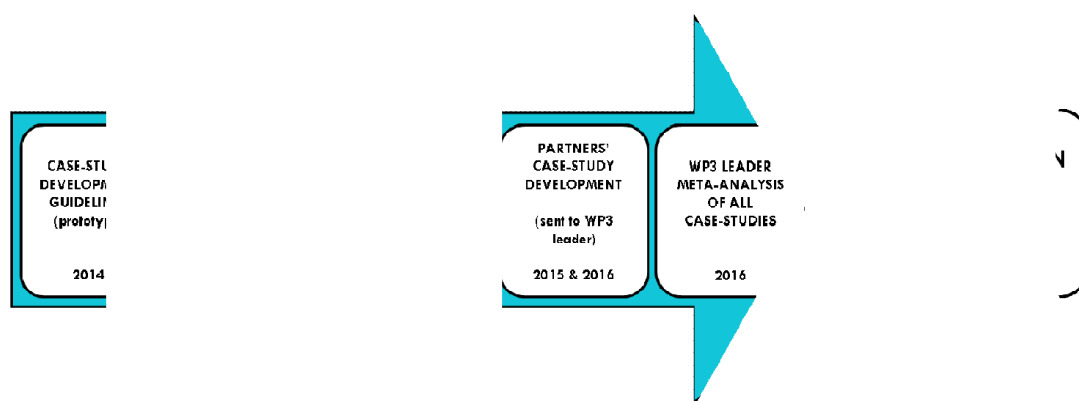 2014
PARTNERS'
CASE-STUDY
DEVELOPMENT
(sent to WP3
leader)
2015 & 2016
WP3 LEADER
META-ANALYSIS
OF ALL
CASE-STUDIES
2016